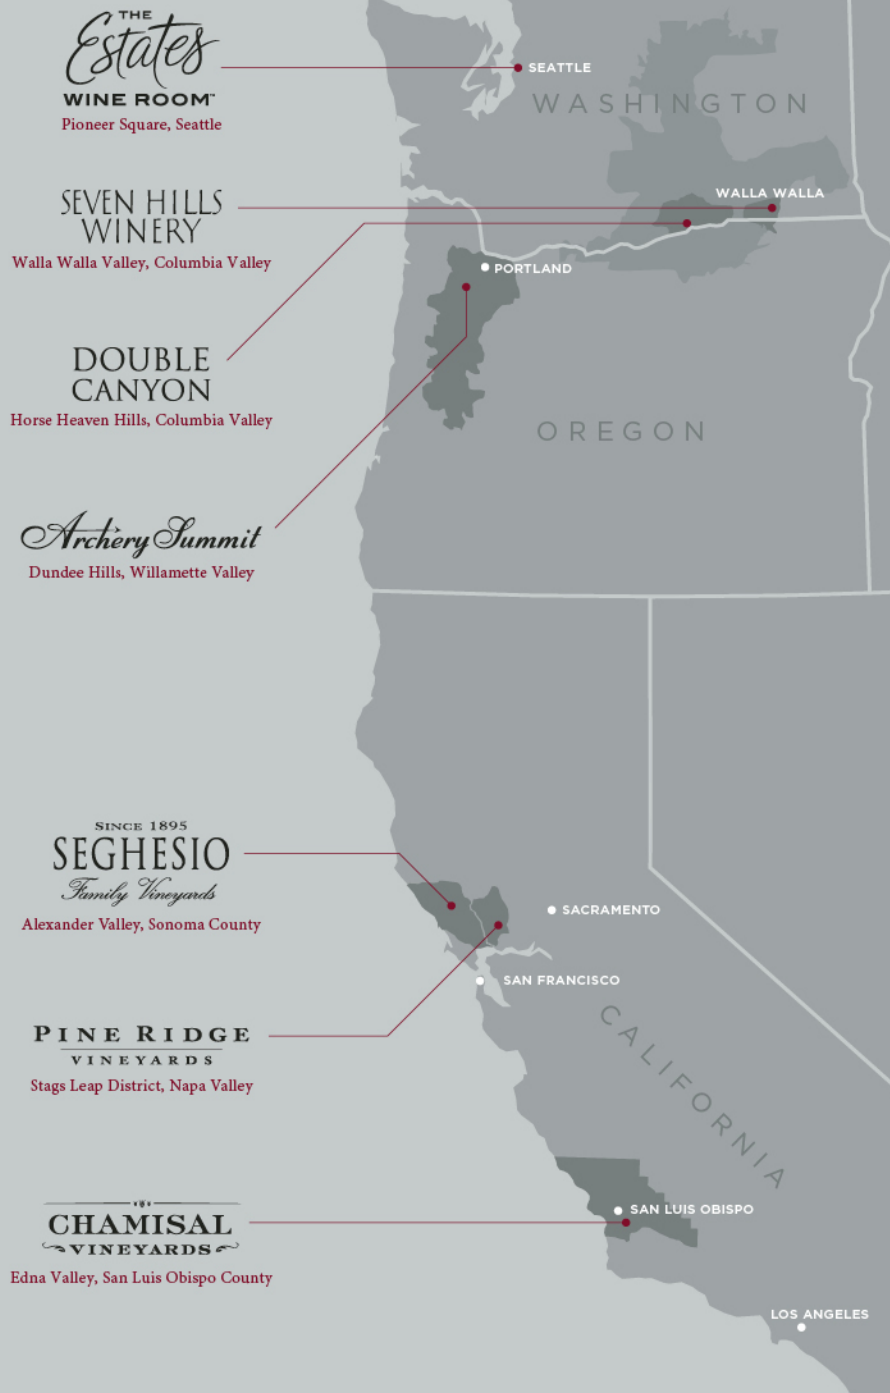 THE
Estates
WINE ROOM™
Pioneer Square, Seattle
SEATTLE
WASHINGTON
SEVEN HILLS
WINERY
Walla Walla Valley, Columbia Valley
WALLA WALLA
PORTLAND
DOUBLE
CANYON
Horse Heaven Hills, Columbia Valley
OREGON
Archery Summit
Dundee Hills, Willamette Valley
SINCE 1895
SEGHESIO
Family Vineyards
Alexander Valley, Sonoma County
SACRAMENTO
SAN FRANCISCO
CALIFORNIA
PINE RIDGE
VINEYARDS
Stags Leap District, Napa Valley
CHAMISAL
VINEYARDS
Edna Valley, San Luis Obispo County
SAN LUIS OBISPO
LOS ANGELES